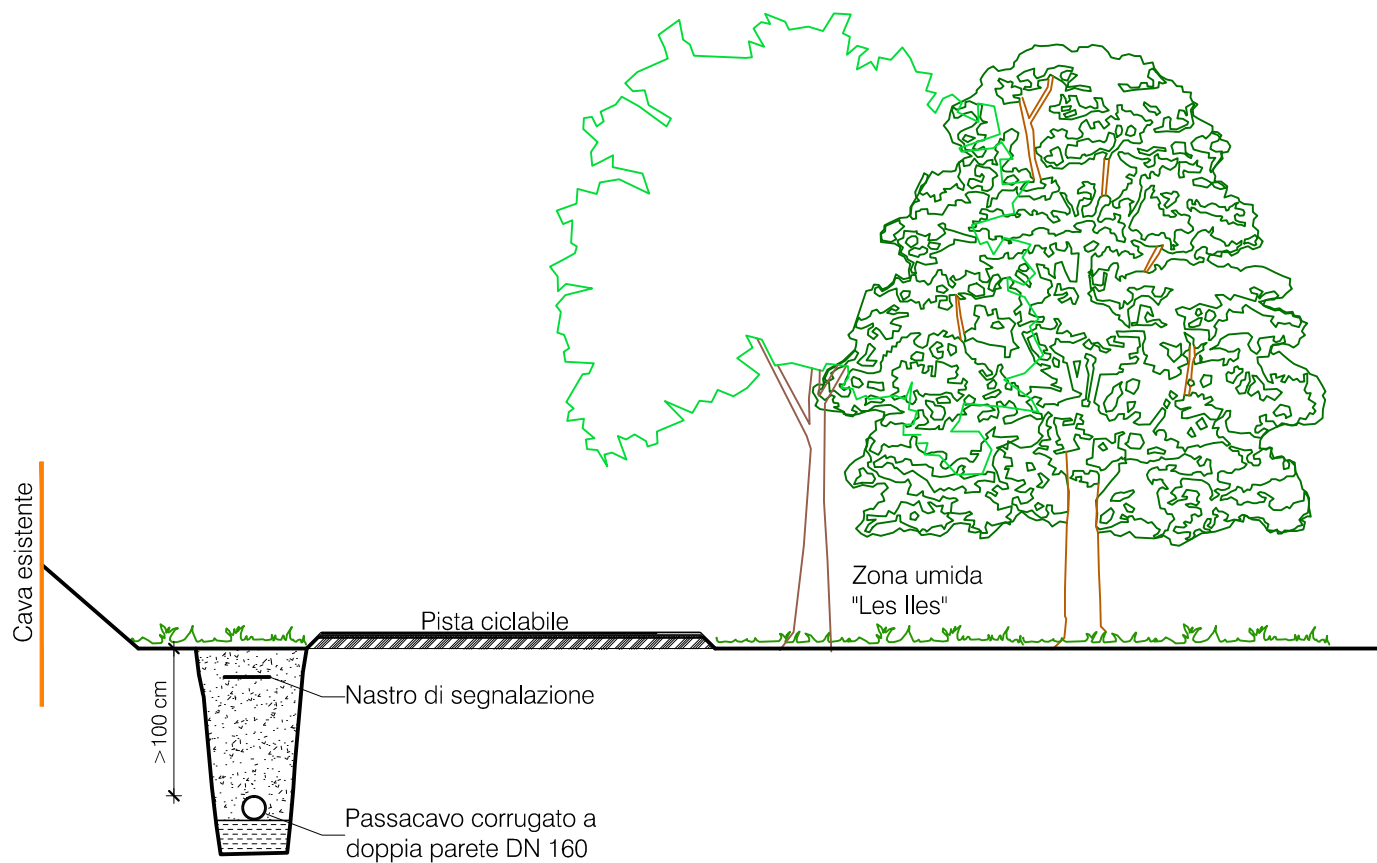 Cava esistente
Pista ciclabile
Zona umida
"Les Iles"
Nastro di segnalazione
>100 cm
Passacavo corrugato a
doppia parete DN 160